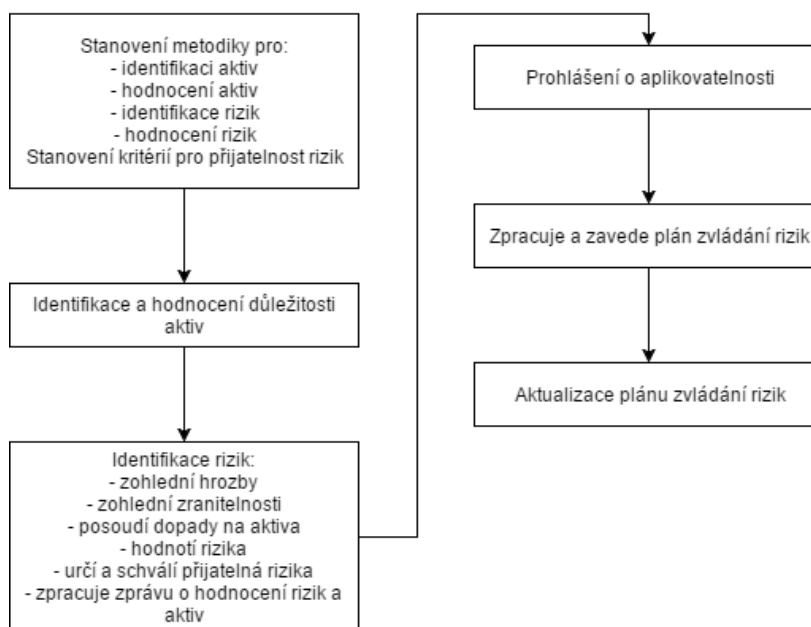 Stanovení metodiky pro:
- identifikaci aktiv
- hodnocení aktiv
- identifikace rizik
- hodnocení rizik
Stanovení kritérií pro přijatelnost rizik
Identifikace a hodnocení důležitosti
aktiv
Identifikace rizik:
- zohlední hrozby
- zohlední zranitelnosti
- posoudí dopady na aktiva
- hodnotí rizika
- určí a schválí přijatelná rizika
- zpracuje zprávu o hodnocení rizik a
aktiv
Prohlášení o aplikovatelnosti
Zpracuje a zavede plán zvládání rizik
Aktualizace plánu zvládání rizik